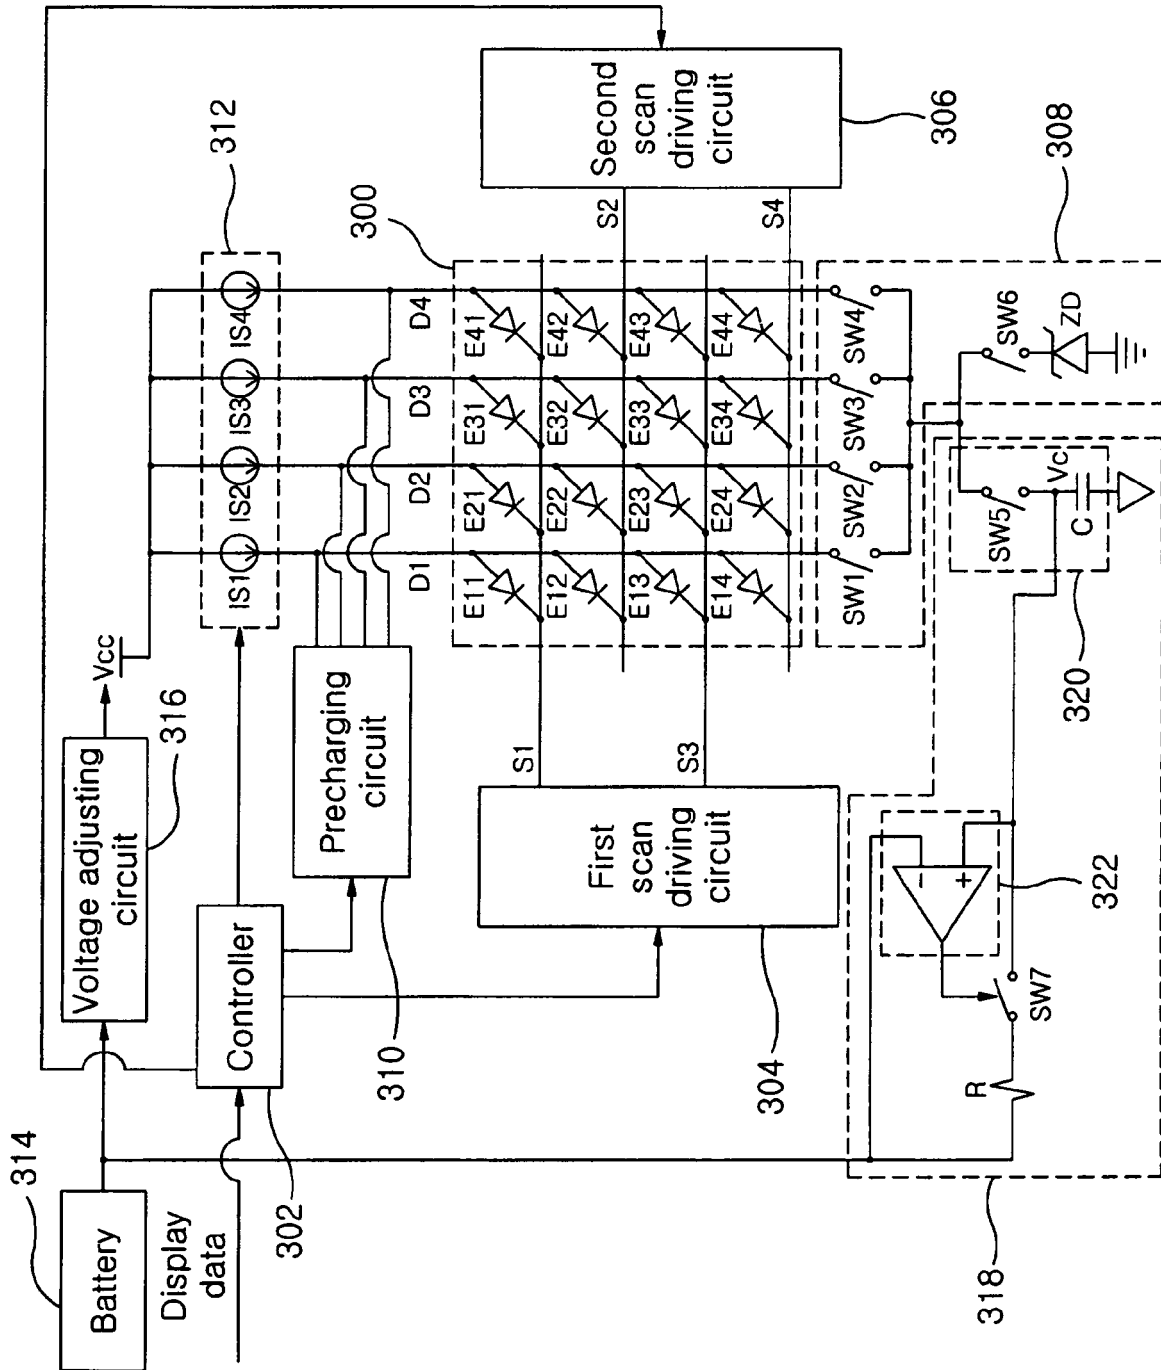 314
Battery
Voltage adjusting
circuit
316
Vcc
312
IS1
IS2
IS3
IS4
Display
data
Controller
302
Precharging
circuit
310
D1
D2
D3
D4
300
E11
E21
E31
E41
E12
E22
E32
E42
E13
E23
E33
E43
E14
E24
E34
E44
S1
S3
S2
S4
First
scan
driving
circuit
304
Second
scan
driving
circuit
306
SW1
SW2
SW3
SW4
308
SW5
SW6
Vc
C
ZD
320
-
+
322
SW7
R
318